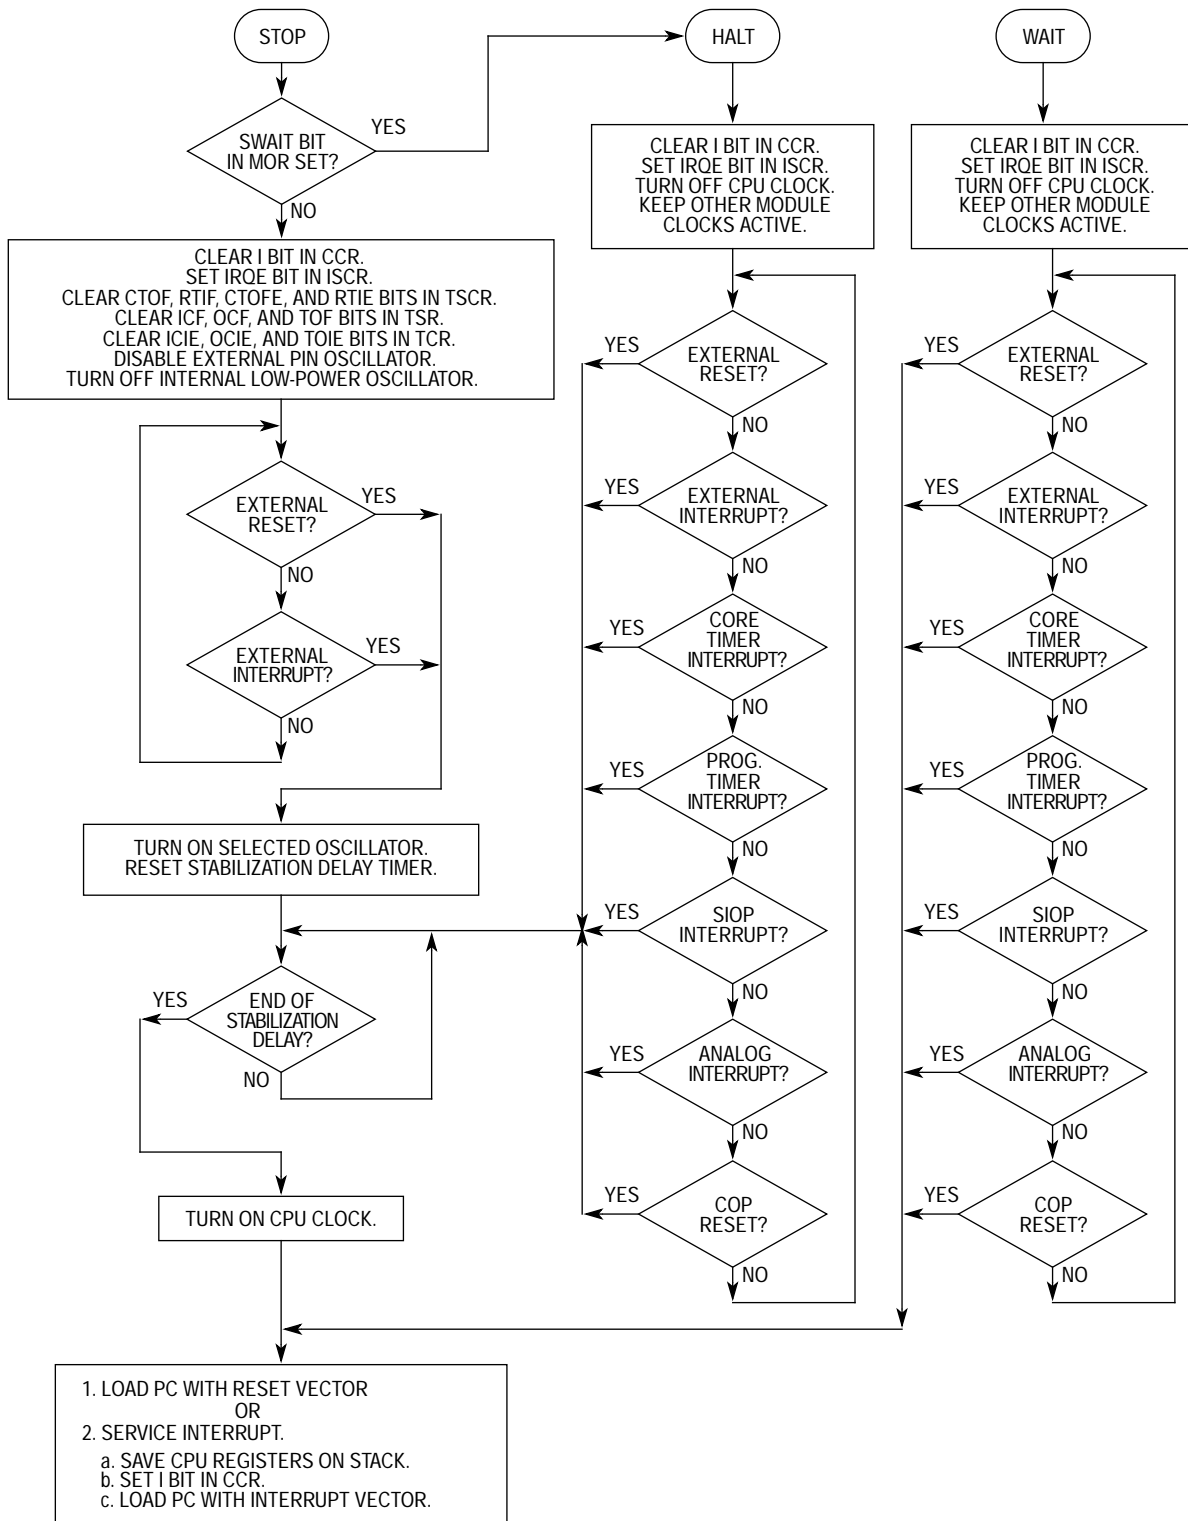 STOP
SWAIT BIT
IN MOR SET?
YES
NO
CLEAR I BIT IN CCR.
SET IRQE BIT IN ISCR.
CLEAR CTOF, RTIF, CTOFE, AND RTIE BITS IN TSCR.
CLEAR ICF, OCF, AND TOF BITS IN TSR.
CLEAR ICIE, OCIE, AND TOIE BITS IN TCR.
DISABLE EXTERNAL PIN OSCILLATOR.
TURN OFF INTERNAL LOW-POWER OSCILLATOR.
EXTERNAL
RESET?
YES
NO
EXTERNAL
INTERRUPT?
YES
NO
TURN ON SELECTED OSCILLATOR.
RESET STABILIZATION DELAY TIMER.
YES
END OF
STABILIZATION
DELAY?
NO
TURN ON CPU CLOCK.
1. LOAD PC WITH RESET VECTOR
OR
2. SERVICE INTERRUPT.
a. SAVE CPU REGISTERS ON STACK.
b. SET I BIT IN CCR.
c. LOAD PC WITH INTERRUPT VECTOR.
HALT
CLEAR I BIT IN CCR.
SET IRQE BIT IN ISCR.
TURN OFF CPU CLOCK.
KEEP OTHER MODULE
CLOCKS ACTIVE.
YES
EXTERNAL
RESET?
NO
YES
EXTERNAL
INTERRUPT?
NO
YES
CORE
TIMER
INTERRUPT?
NO
YES
PROG.
TIMER
INTERRUPT?
NO
YES
SIOP
INTERRUPT?
NO
YES
ANALOG
INTERRUPT?
NO
YES
COP
RESET?
NO
WAIT
CLEAR I BIT IN CCR.
SET IRQE BIT IN ISCR.
TURN OFF CPU CLOCK.
KEEP OTHER MODULE
CLOCKS ACTIVE.
YES
EXTERNAL
RESET?
NO
YES
EXTERNAL
INTERRUPT?
NO
YES
CORE
TIMER
INTERRUPT?
NO
YES
PROG.
TIMER
INTERRUPT?
NO
YES
SIOP
INTERRUPT?
NO
YES
ANALOG
INTERRUPT?
NO
YES
COP
RESET?
NO